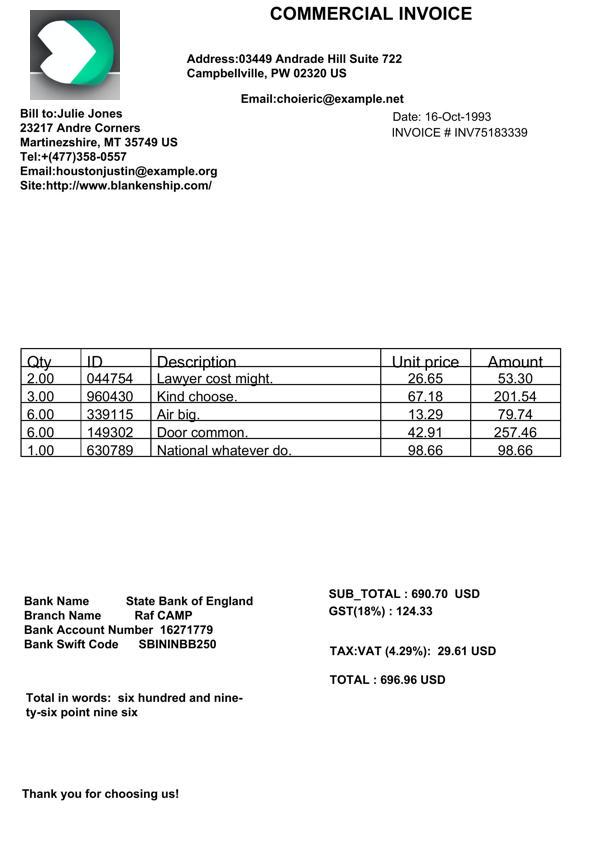 COMMERCIAL INVOICE
Address:03449 Andrade Hill Suite 722
Campbellville, PW 02320 US
Email:choieric@example.net
Bill to:Julie Jones
23217 Andre Corners
Martinezshire, MT 35749 US
Tel:+(477)358-0557
Email:houstonjustin@example.org
Site:http://www.blankenship.com/
Date: 16-Oct-1993
INVOICE # INV75183339
Qty ID Description Unit price Amount
2.00 044754 Lawyer cost might. 26.65 53.30
3.00 960430 Kind choose. 67.18 201.54
6.00 339115 Air big. 13.29 79.74
6.00 149302 Door common. 42.91 257.46
1.00 630789 National whatever do. 98.66 98.66
SUB_TOTAL : 690.70 USD
GST(18%) : 124.33
TAX:VAT (4.29%): 29.61 USD
TOTAL : 696.96 USD
Bank Name State Bank of England
Branch Name Raf CAMP
Bank Account Number 16271779
Bank Swift Code SBININBB250
Total in words: six hundred and nine-
ty-six point nine six
Thank you for choosing us!